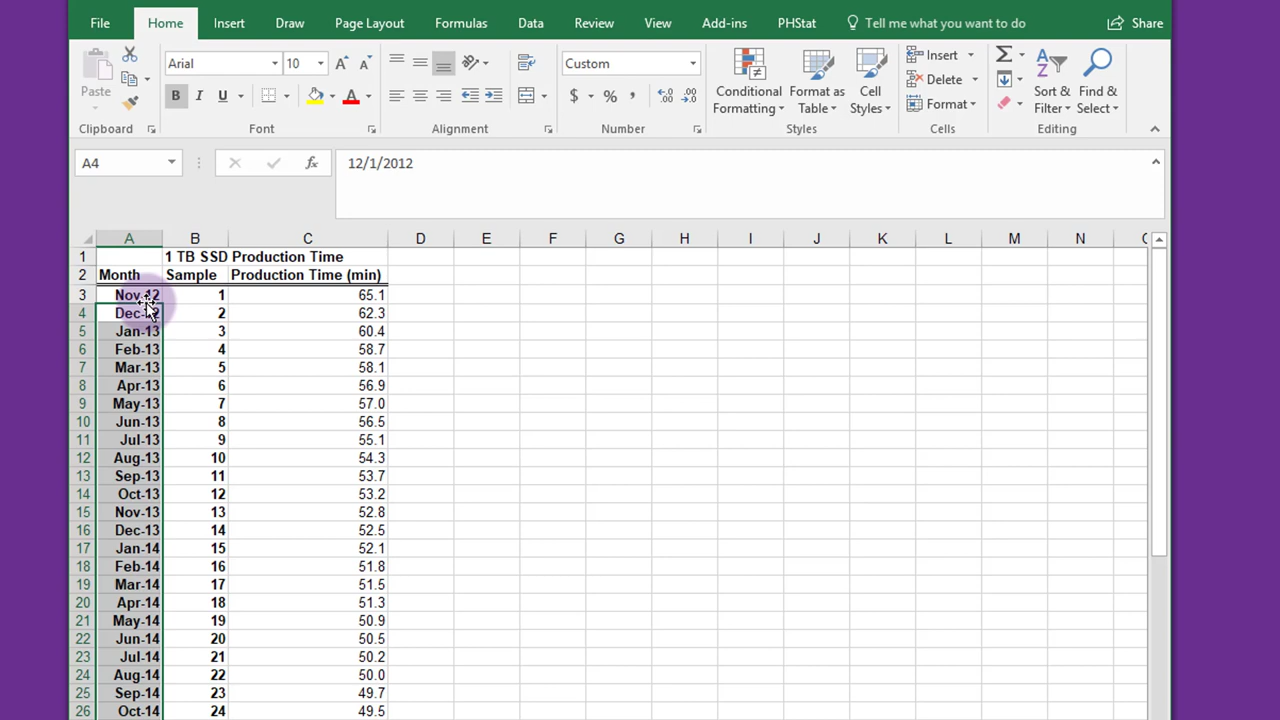 File Home Insert Draw Page Layout Formulas Data Review View Add-ins PHStat Tell me what you want to do Share
Arial 10 Custom Insert
Paste B I U $ % , Conditional Formatting Format as Table Cell Styles Delete Sort & Filter Find & Select
Format
Clipboard Font Alignment Number Styles Cells Editing
A4 fx 12/1/2012
A B C D E F G H I J K L M N
1 1 TB SSD Production Time
2 Month Sample Production Time (min)
3 Nov-12 1 65.1
4 Dec-12 2 62.3
5 Jan-13 3 60.4
6 Feb-13 4 58.7
7 Mar-13 5 58.1
8 Apr-13 6 56.9
9 May-13 7 57.0
10 Jun-13 8 56.5
11 Jul-13 9 55.1
12 Aug-13 10 54.3
13 Sep-13 11 53.7
14 Oct-13 12 53.2
15 Nov-13 13 52.8
16 Dec-13 14 52.5
17 Jan-14 15 52.1
18 Feb-14 16 51.8
19 Mar-14 17 51.5
20 Apr-14 18 51.3
21 May-14 19 50.9
22 Jun-14 20 50.5
23 Jul-14 21 50.2
24 Aug-14 22 50.0
25 Sep-14 23 49.7
26 Oct-14 24 49.5